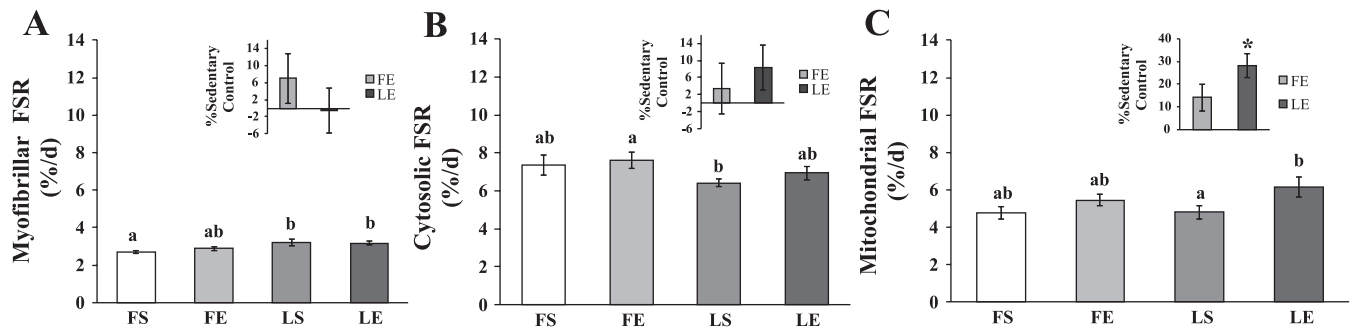 A
Myofibrillar FSR
(%/d)
14
12
10
8
6
4
2
0
a
ab
b
b
FS
FE
LS
LE
%Sedentary
Control
14
10
6
2
-2
-6
FE
LE
B
Cytosolic FSR
(%/d)
14
12
10
8
6
4
2
0
ab
a
b
ab
FS
FE
LS
LE
%Sedentary
Control
14
10
6
2
-2
-6
FE
LE
C
Mitochondrial FSR
(%/d)
14
12
10
8
6
4
2
0
ab
ab
a
b
FS
FE
LS
LE
%Sedentary
Control
40
30
20
10
0
*
FE
LE